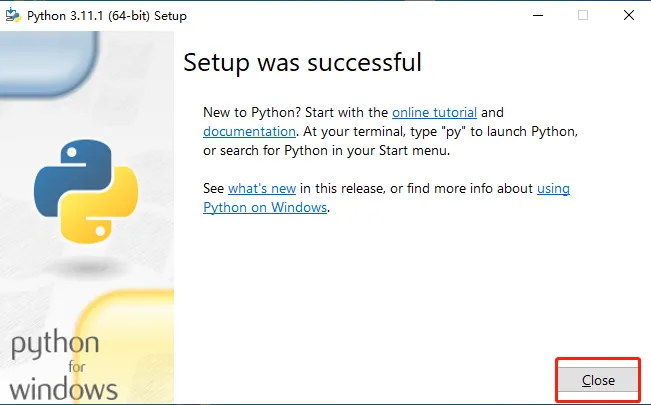 Python 3.11.1 (64-bit) Setup
Setup was successful
New to Python? Start with the online tutorial and
documentation. At your terminal, type "py" to launch Python,
or search for Python in your Start menu.
See what's new in this release, or find more info about using
Python on Windows.
python
for
windows
Close